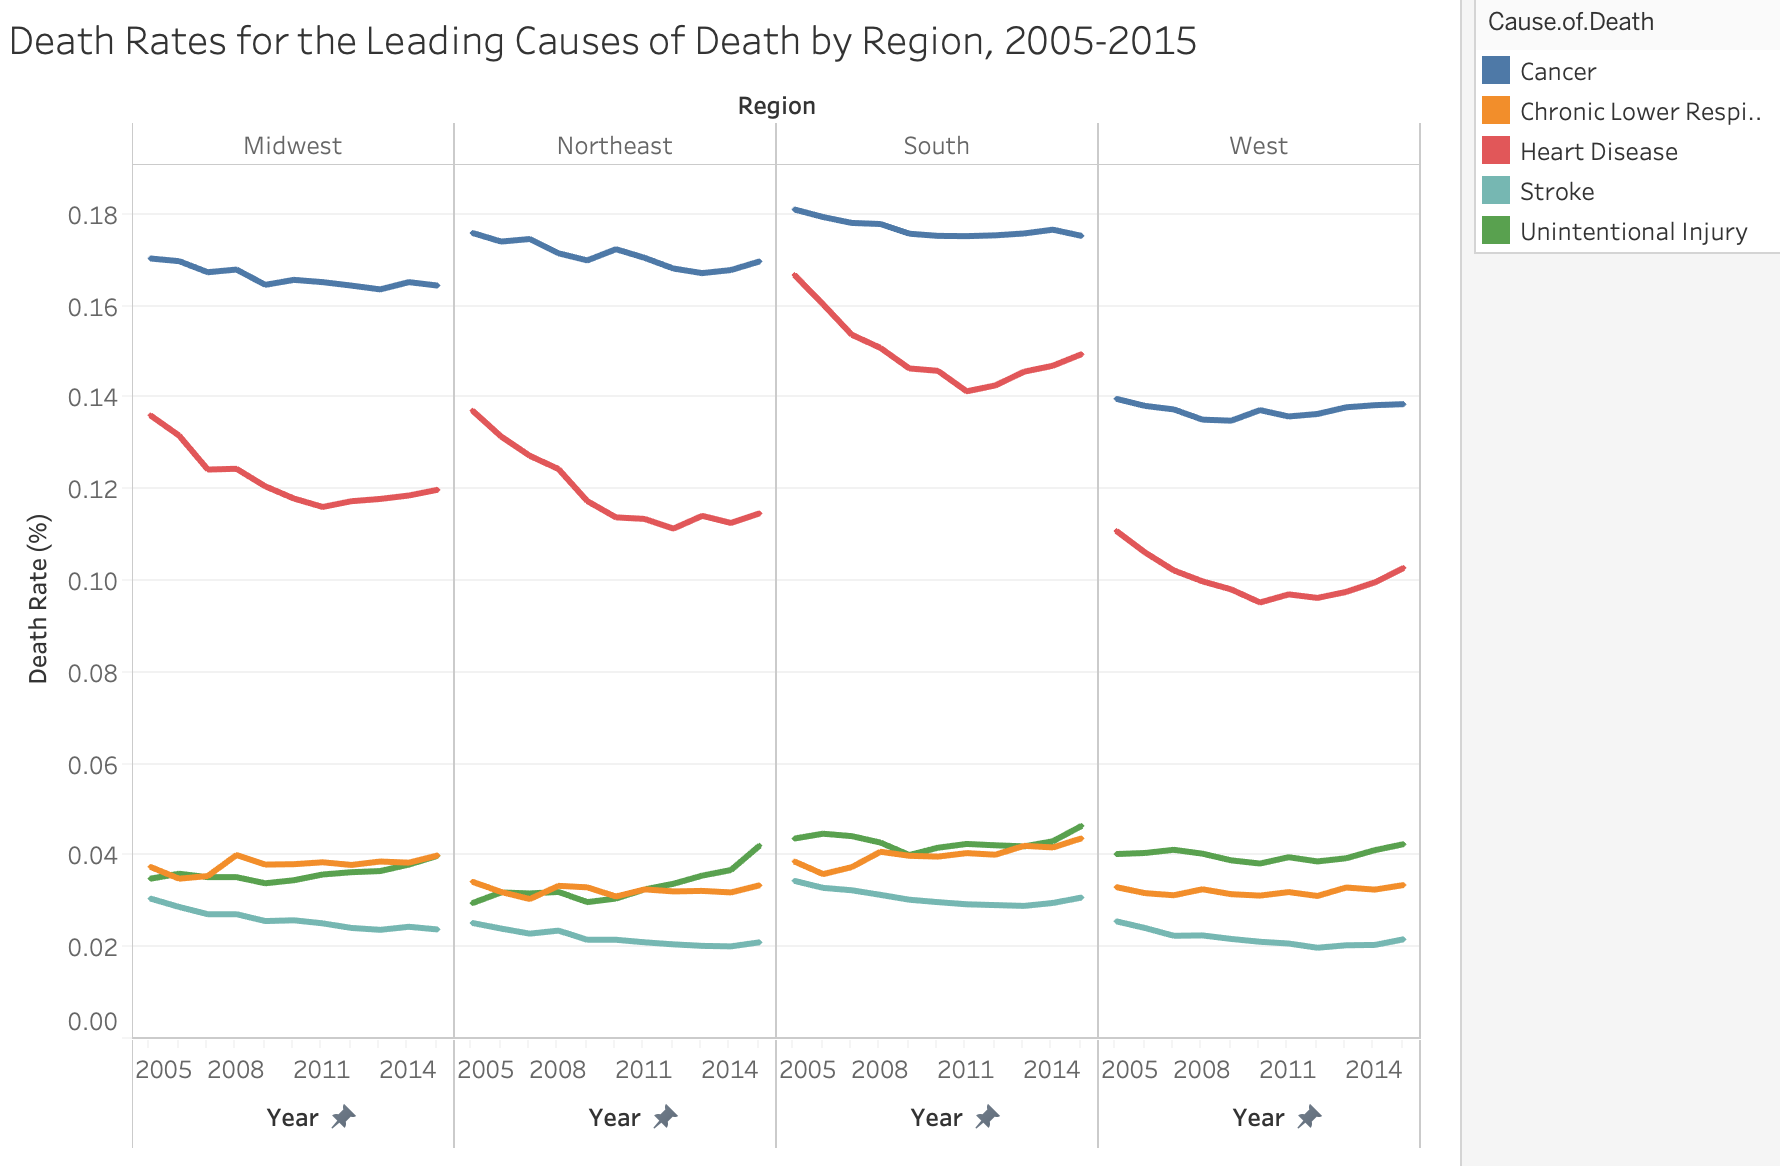 Death Rates for the Leading Causes of Death by Region, 2005-2015
Cause.of.Death
Cancer
Chronic Lower Respi..
Heart Disease
Stroke
Unintentional Injury
Region
Midwest Northeast South West
Death Rate (%)
0.18
0.16
0.14
0.12
0.10
0.08
0.06
0.04
0.02
0.00
2005 2008 2011 2014 2005 2008 2011 2014 2005 2008 2011 2014 2005 2008 2011 2014
Year Year Year Year